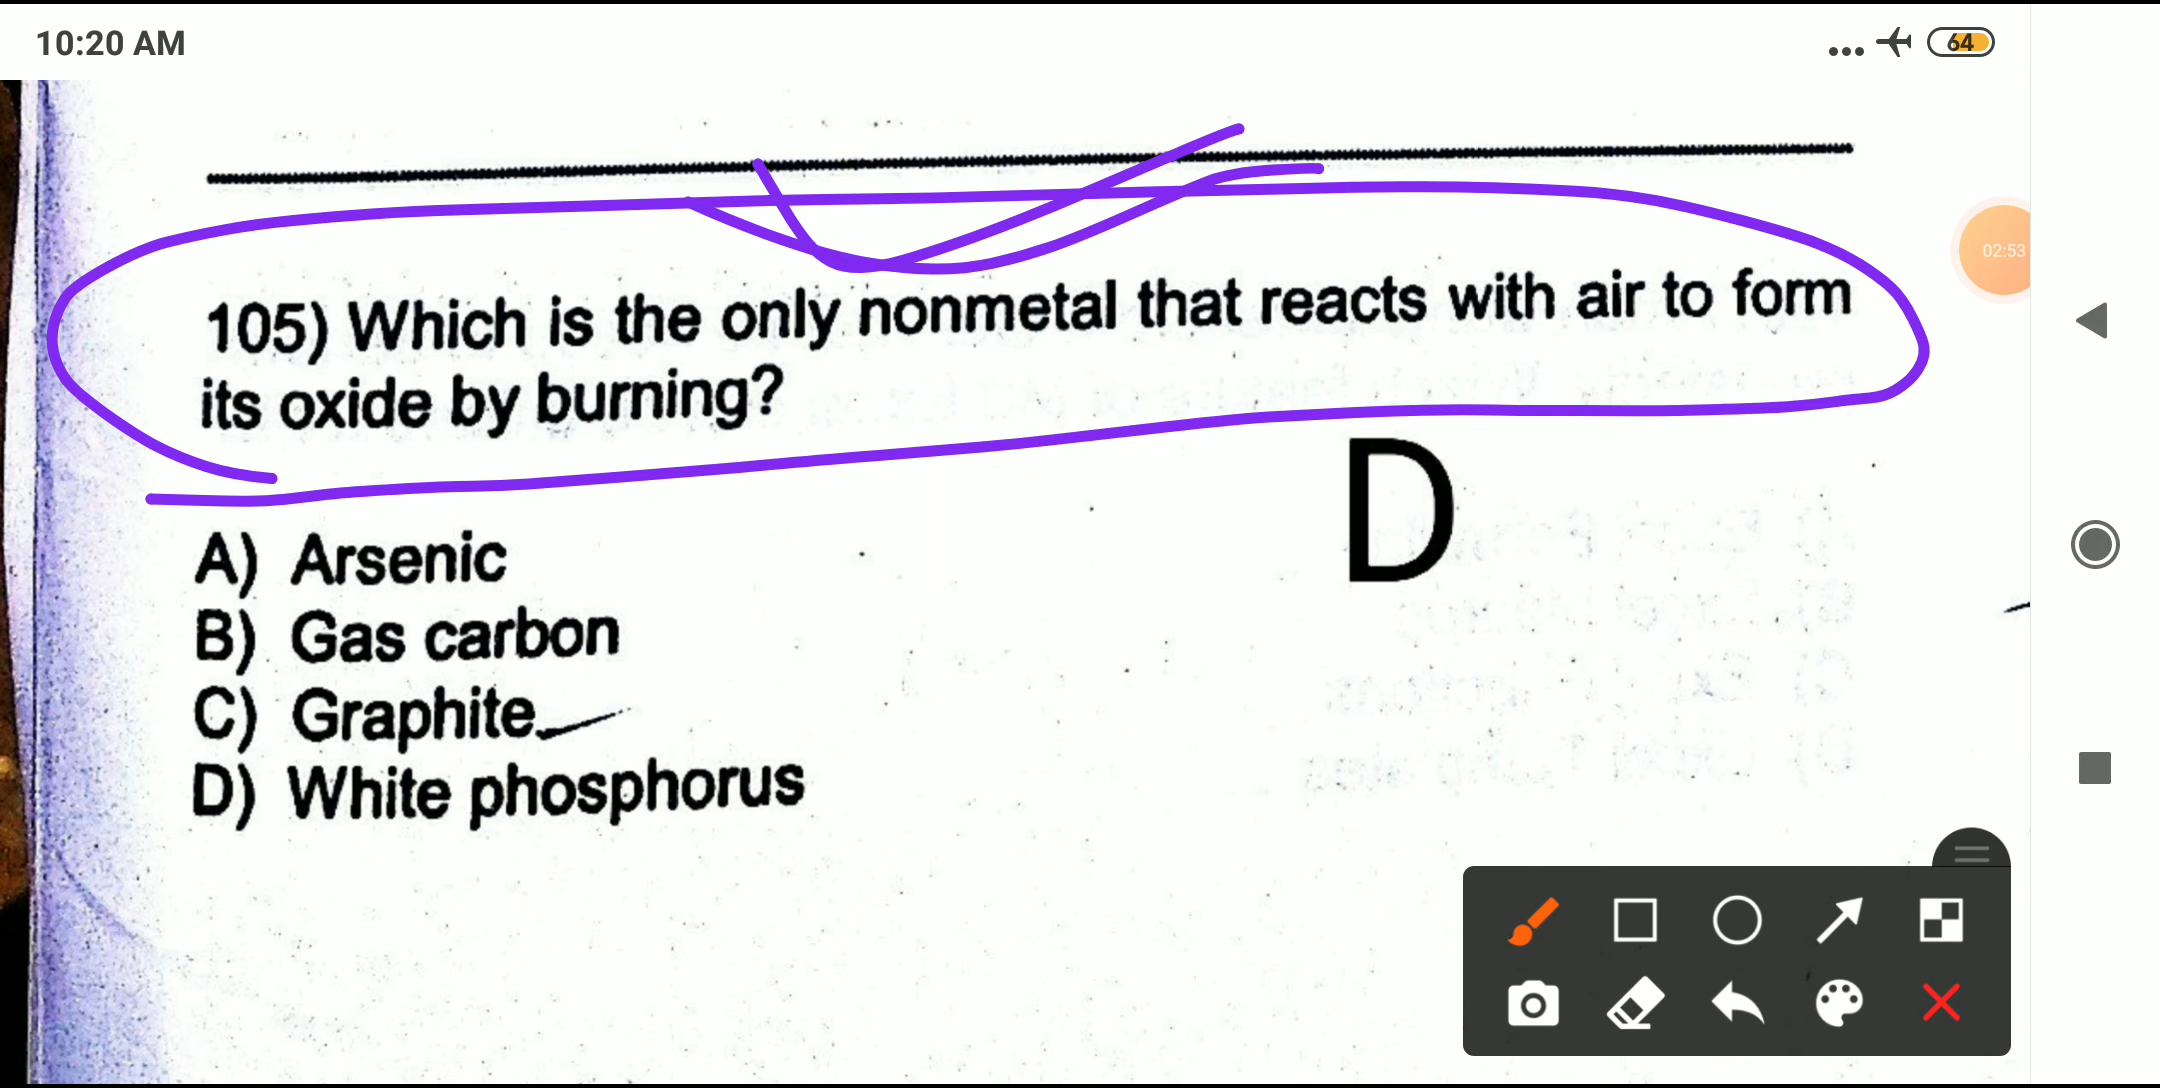 10:20 AM
64
02:53
105) Which is the only nonmetal that reacts with air to form
its oxide by burning?
D
A) Arsenic
B) Gas carbon
C) Graphite
D) White phosphorus